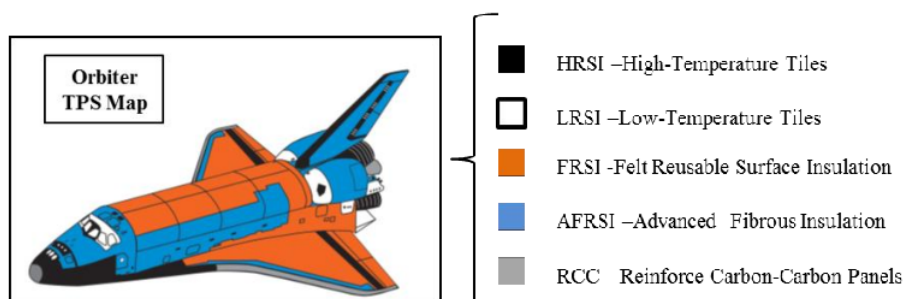 Orbiter
TPS Map
HRSI –High-Temperature Tiles
LRSI –Low-Temperature Tiles
FRSI -Felt Reusable Surface Insulation
AFRSI –Advanced Fibrous Insulation
RCC Reinforce Carbon-Carbon Panels